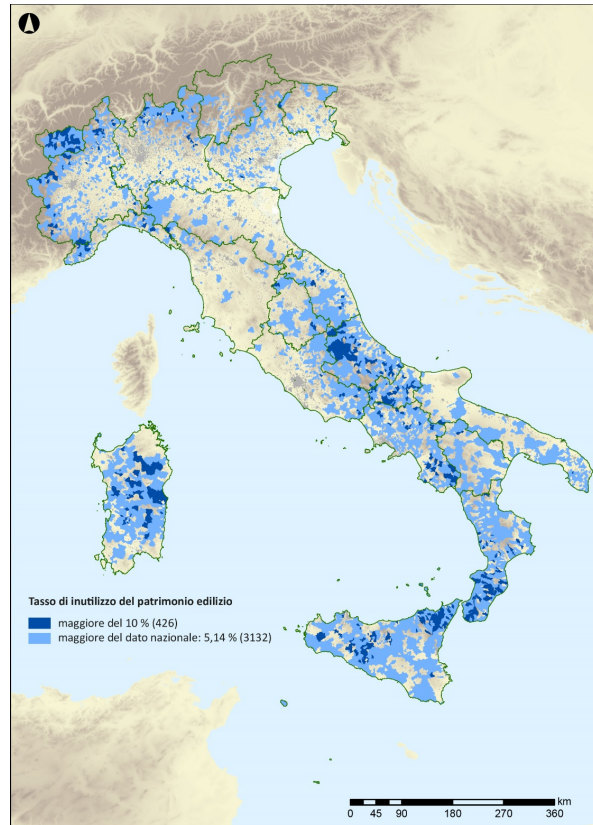 Tasso di inutilizzo del patrimonio edilizio
maggiore del 10 % (426)
maggiore del dato nazionale: 5,14 % (3132)
km
0 45 90 180 270 360